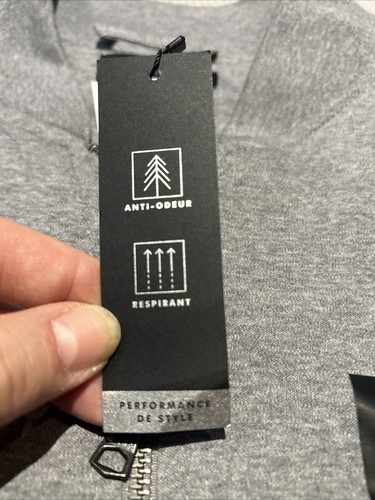 ANTI-ODEUR
RESPIRANT
PERFORMANCE
DE STYLE